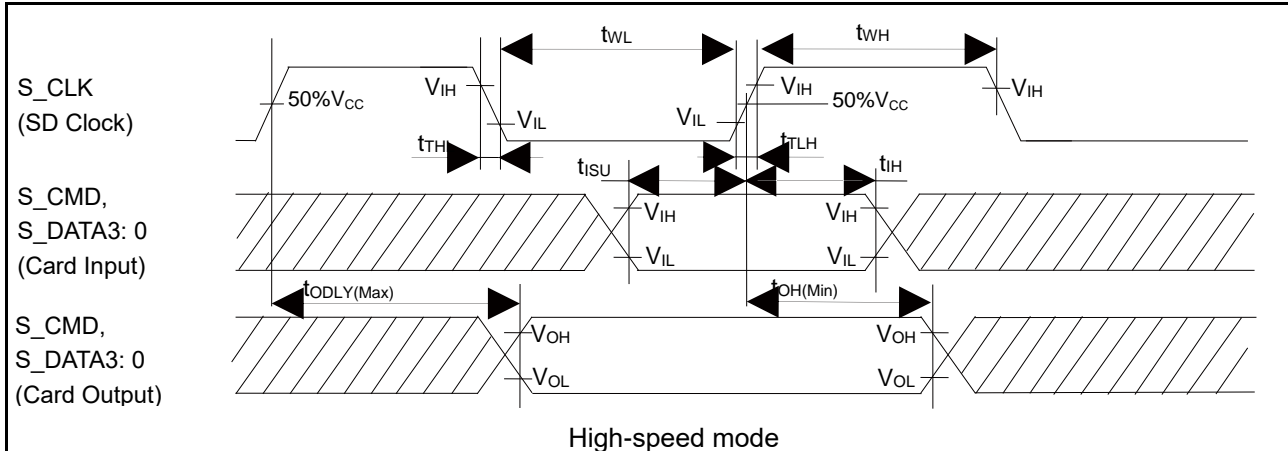 tWL
tWH
S_CLK
(SD Clock)
50%VCC
VIH
VIL
VIL
VIH
50%VCC
VIH
tTH
tTLH
tISU
tIH
S_CMD,
S_DATA3: 0
(Card Input)
VIH
VIL
VIH
VIL
tODLY(Max)
tOH(Min)
S_CMD,
S_DATA3: 0
(Card Output)
VOH
VOL
VOH
VOL
High-speed mode